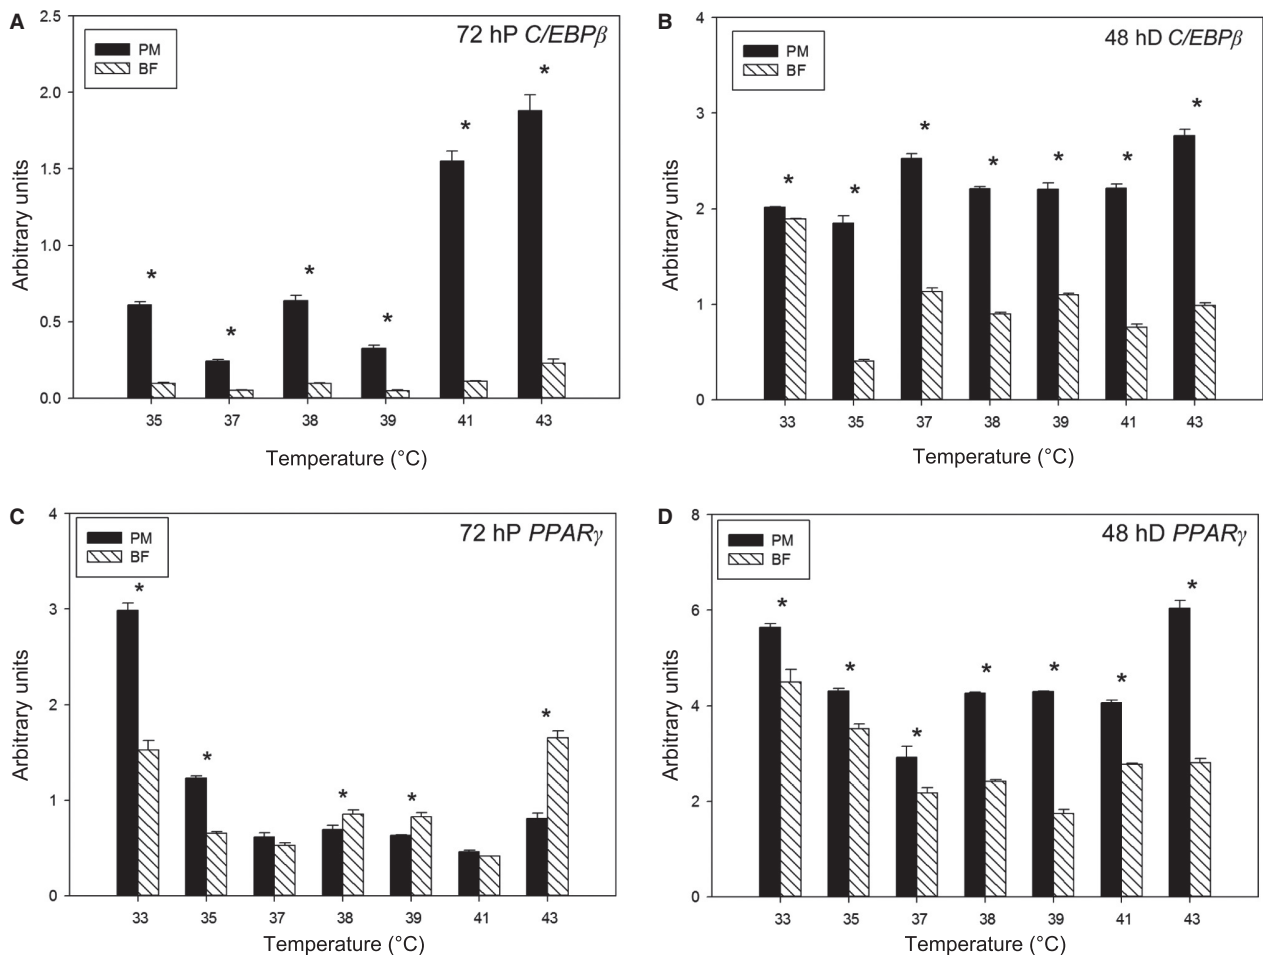 A
72 hP C/EBPβ
PM
BF
2.5
2.0
1.5
1.0
0.5
0.0
Arbitrary units
*
*
*
*
*
*
35 37 38 39 41 43
Temperature (°C)
B
48 hD C/EBPβ
PM
BF
4
3
2
1
0
Arbitrary units
*
*
*
*
*
*
*
33 35 37 38 39 41 43
Temperature (°C)
C
72 hP PPARγ
PM
BF
4
3
2
1
0
Arbitrary units
*
*
*
*
*
33 35 37 38 39 41 43
Temperature (°C)
D
48 hD PPARγ
PM
BF
8
6
4
2
0
Arbitrary units
*
*
*
*
*
*
*
33 35 37 38 39 41 43
Temperature (°C)